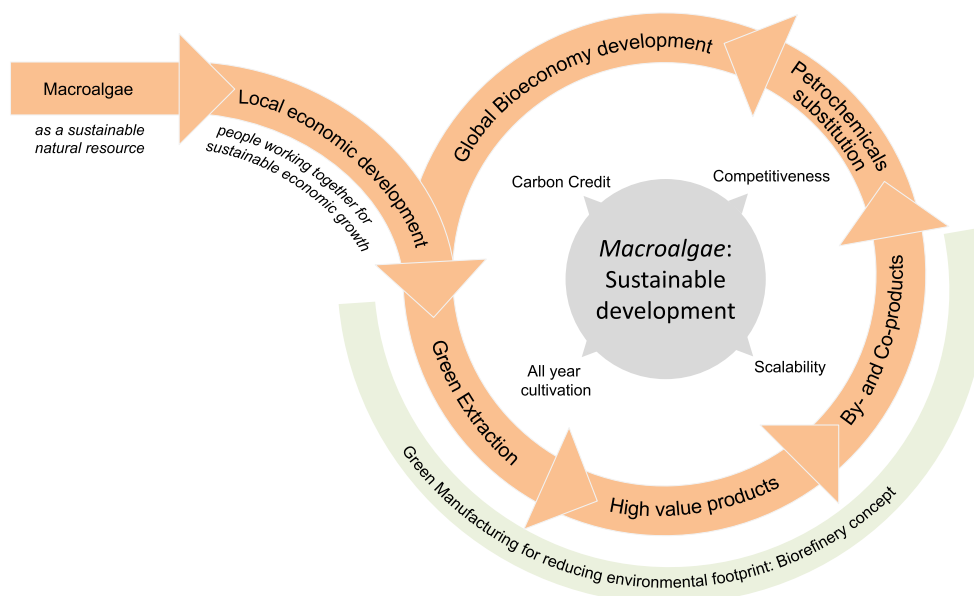 Macroalgae
as a sustainable
natural resource
Local economic development
people working together for
sustainable economic growth
Global Bioeconomy development
Petrochemicals
substitution
Carbon Credit
Competitiveness
Macroalgae:
Sustainable
development
All year
cultivation
Scalability
By- and Co-products
Green Extraction
High value products
Green Manufacturing for reducing environmental footprint: Biorefinery concept